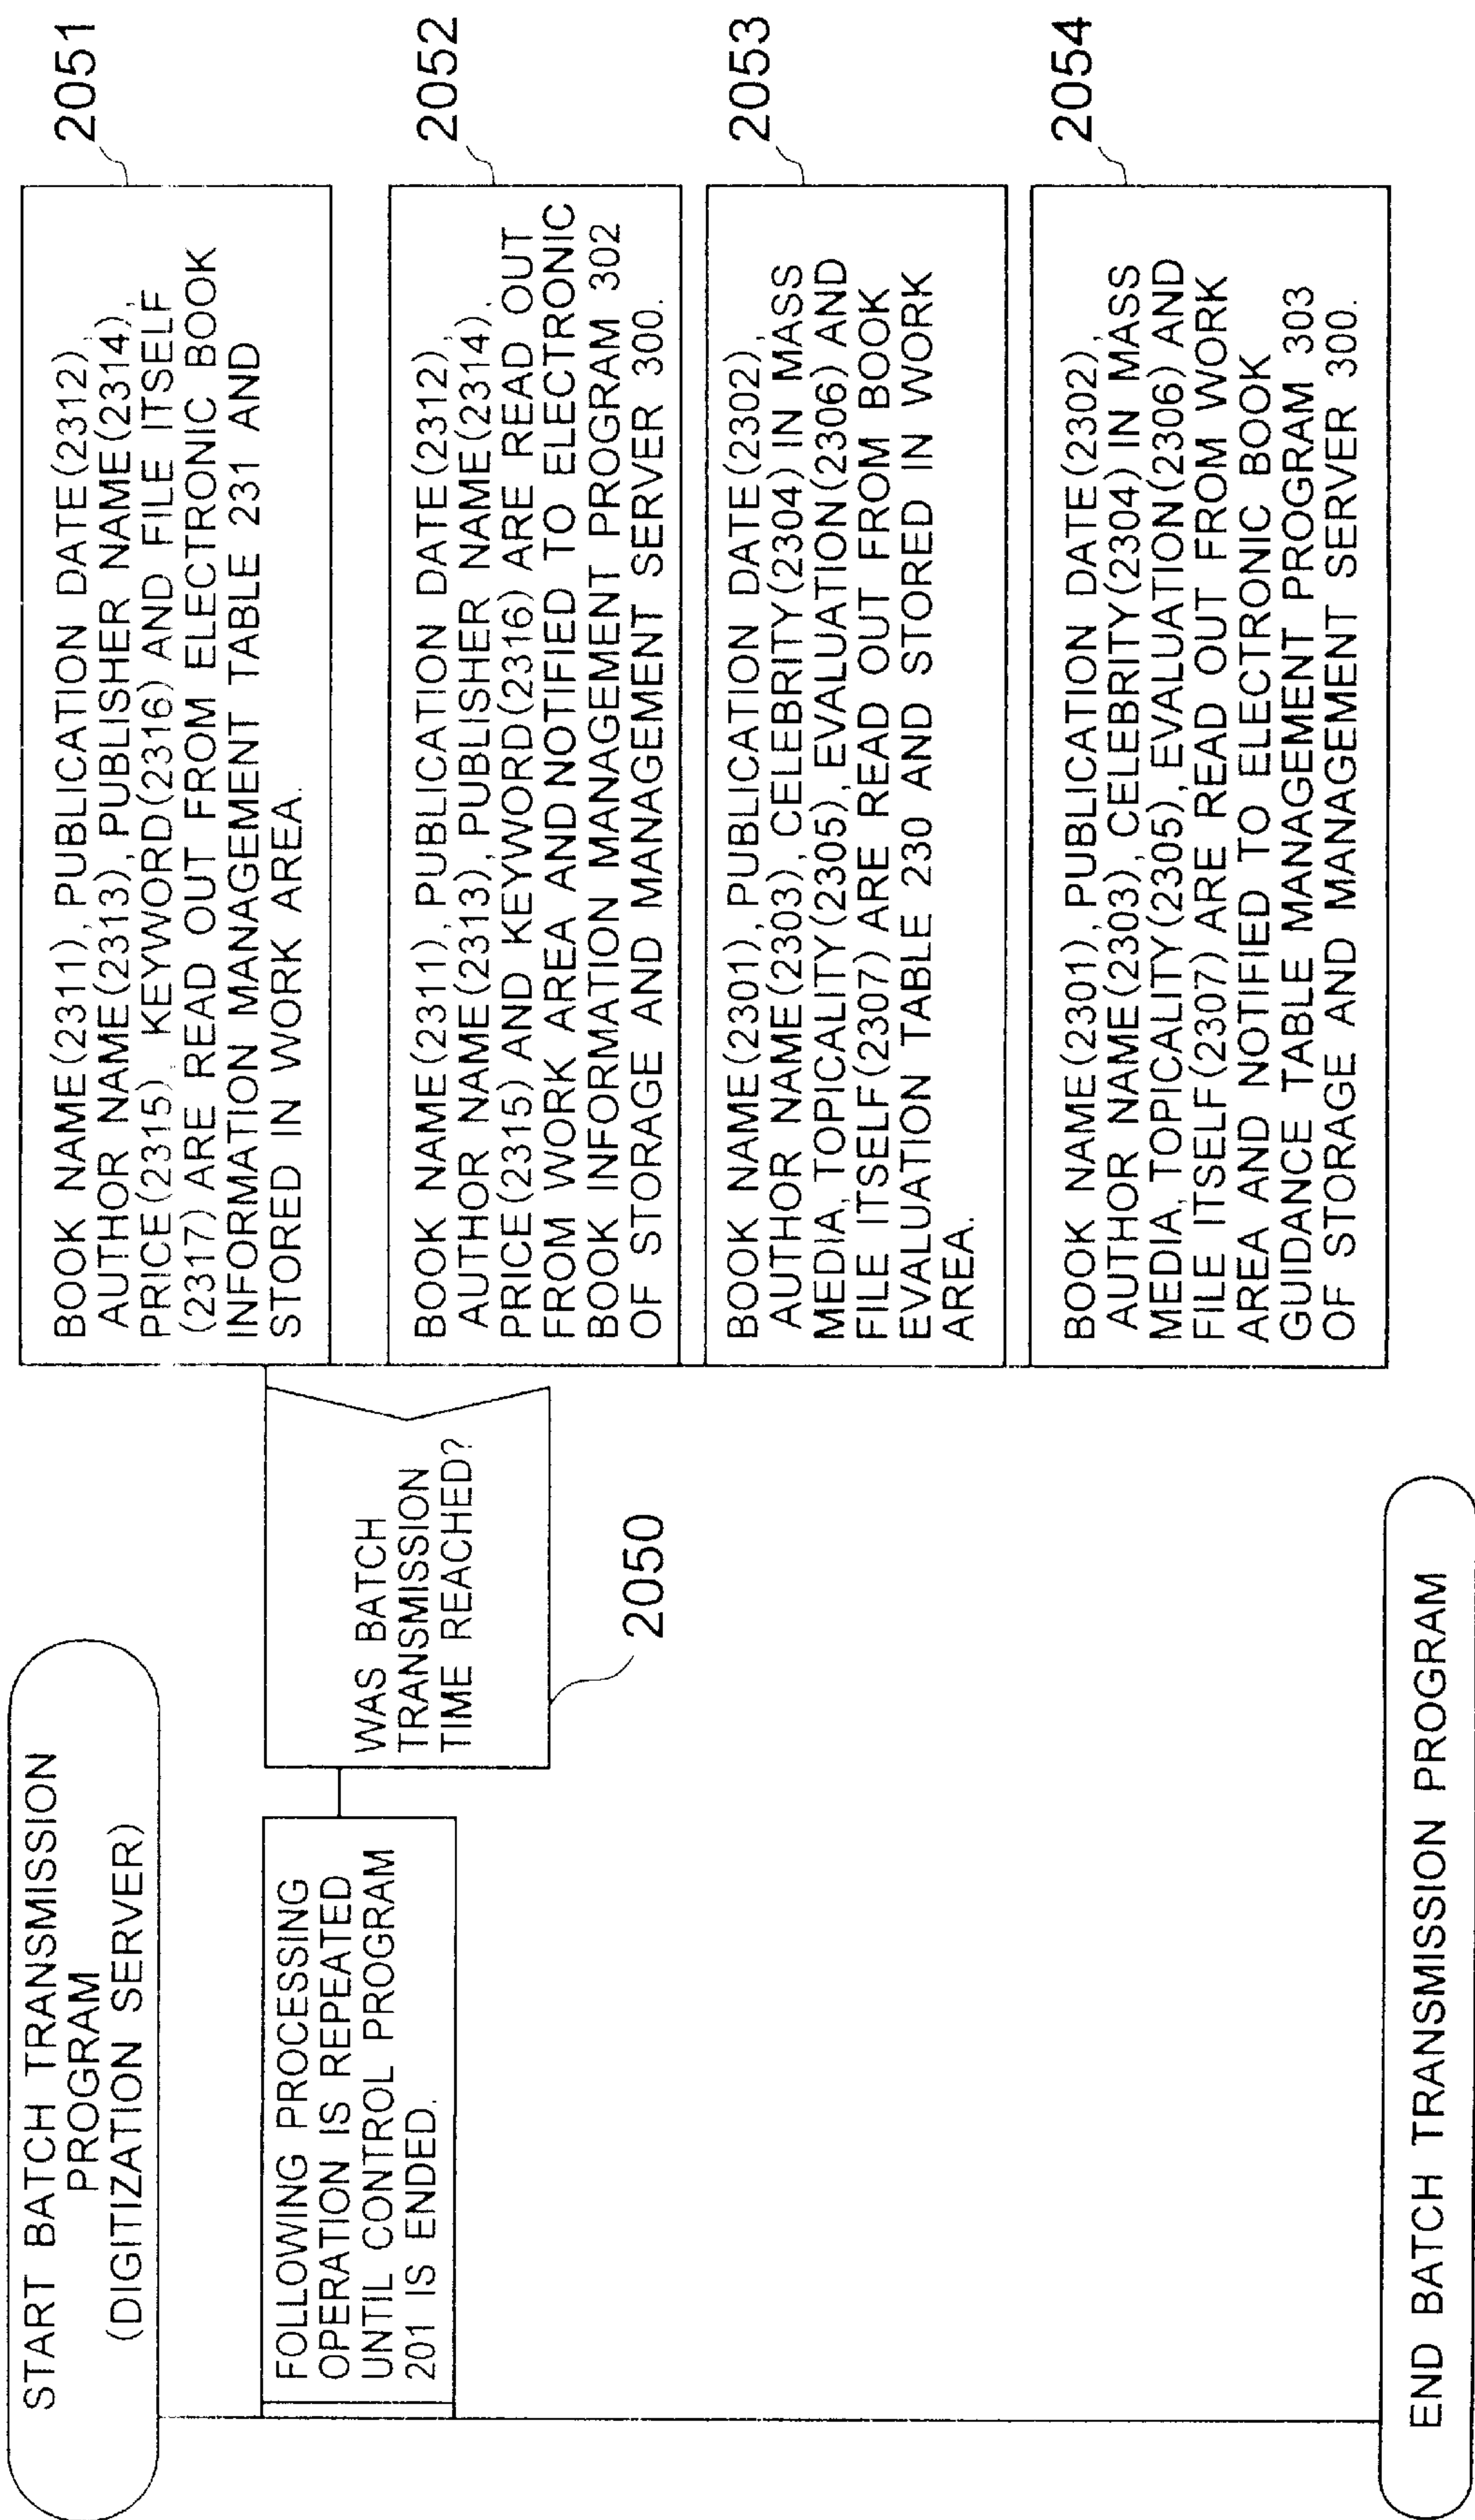 START BATCH TRANSMISSION
PROGRAM
(DIGITIZATION SERVER)
FOLLOWING PROCESSING
OPERATION IS REPEATED
UNTIL CONTROL PROGRAM
201 IS ENDED.
WAS BATCH
TRANSMISSION
TIME REACHED?
2050
BOOK NAME(2311), PUBLICATION DATE(2312),
AUTHOR NAME(2313), PUBLISHER NAME(2314),
PRICE(2315), KEYWORD(2316) AND FILE ITSELF
(2317) ARE READ OUT FROM ELECTRONIC BOOK
INFORMATION MANAGEMENT TABLE 231 AND
STORED IN WORK AREA.
2051
BOOK NAME(2311), PUBLICATION DATE(2312),
AUTHOR NAME(2313), PUBLISHER NAME(2314),
PRICE(2315) AND KEYWORD(2316) ARE READ OUT
FROM WORK AREA AND NOTIFIED TO ELECTRONIC
BOOK INFORMATION MANAGEMENT PROGRAM 302
OF STORAGE AND MANAGEMENT SERVER 300.
2052
BOOK NAME(2301), PUBLICATION DATE(2302),
AUTHOR NAME(2303), CELEBRITY(2304) IN MASS
MEDIA, TOPICALITY(2305), EVALUATION(2306) AND
FILE ITSELF(2307) ARE READ OUT FROM BOOK
EVALUATION TABLE 230 AND STORED IN WORK
AREA.
2053
BOOK NAME(2301), PUBLICATION DATE(2302),
AUTHOR NAME(2303), CELEBRITY(2304) IN MASS
MEDIA, TOPICALITY(2305), EVALUATION(2306) AND
FILE ITSELF(2307) ARE READ OUT FROM WORK
AREA AND NOTIFIED TO ELECTRONIC BOOK
GUIDANCE TABLE MANAGEMENT PROGRAM 303
OF STORAGE AND MANAGEMENT SERVER 300.
2054
END BATCH TRANSMISSION PROGRAM